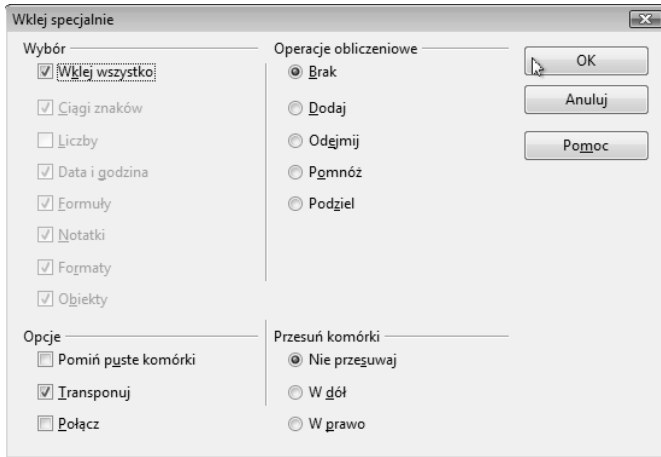 Wklej specjalnie
Wybór
Wklej wszystko
Ciągi znaków
Liczby
Data i godzina
Formuły
Notatki
Formaty
Obiekty
Operacje obliczeniowe
Brak
Dodaj
Odejmij
Pomnóż
Podziel
OK
Anuluj
Pomoc
Opcje
Pomiń puste komórki
Transponuj
Połącz
Przesuń komórki
Nie przesuwaj
W dół
W prawo